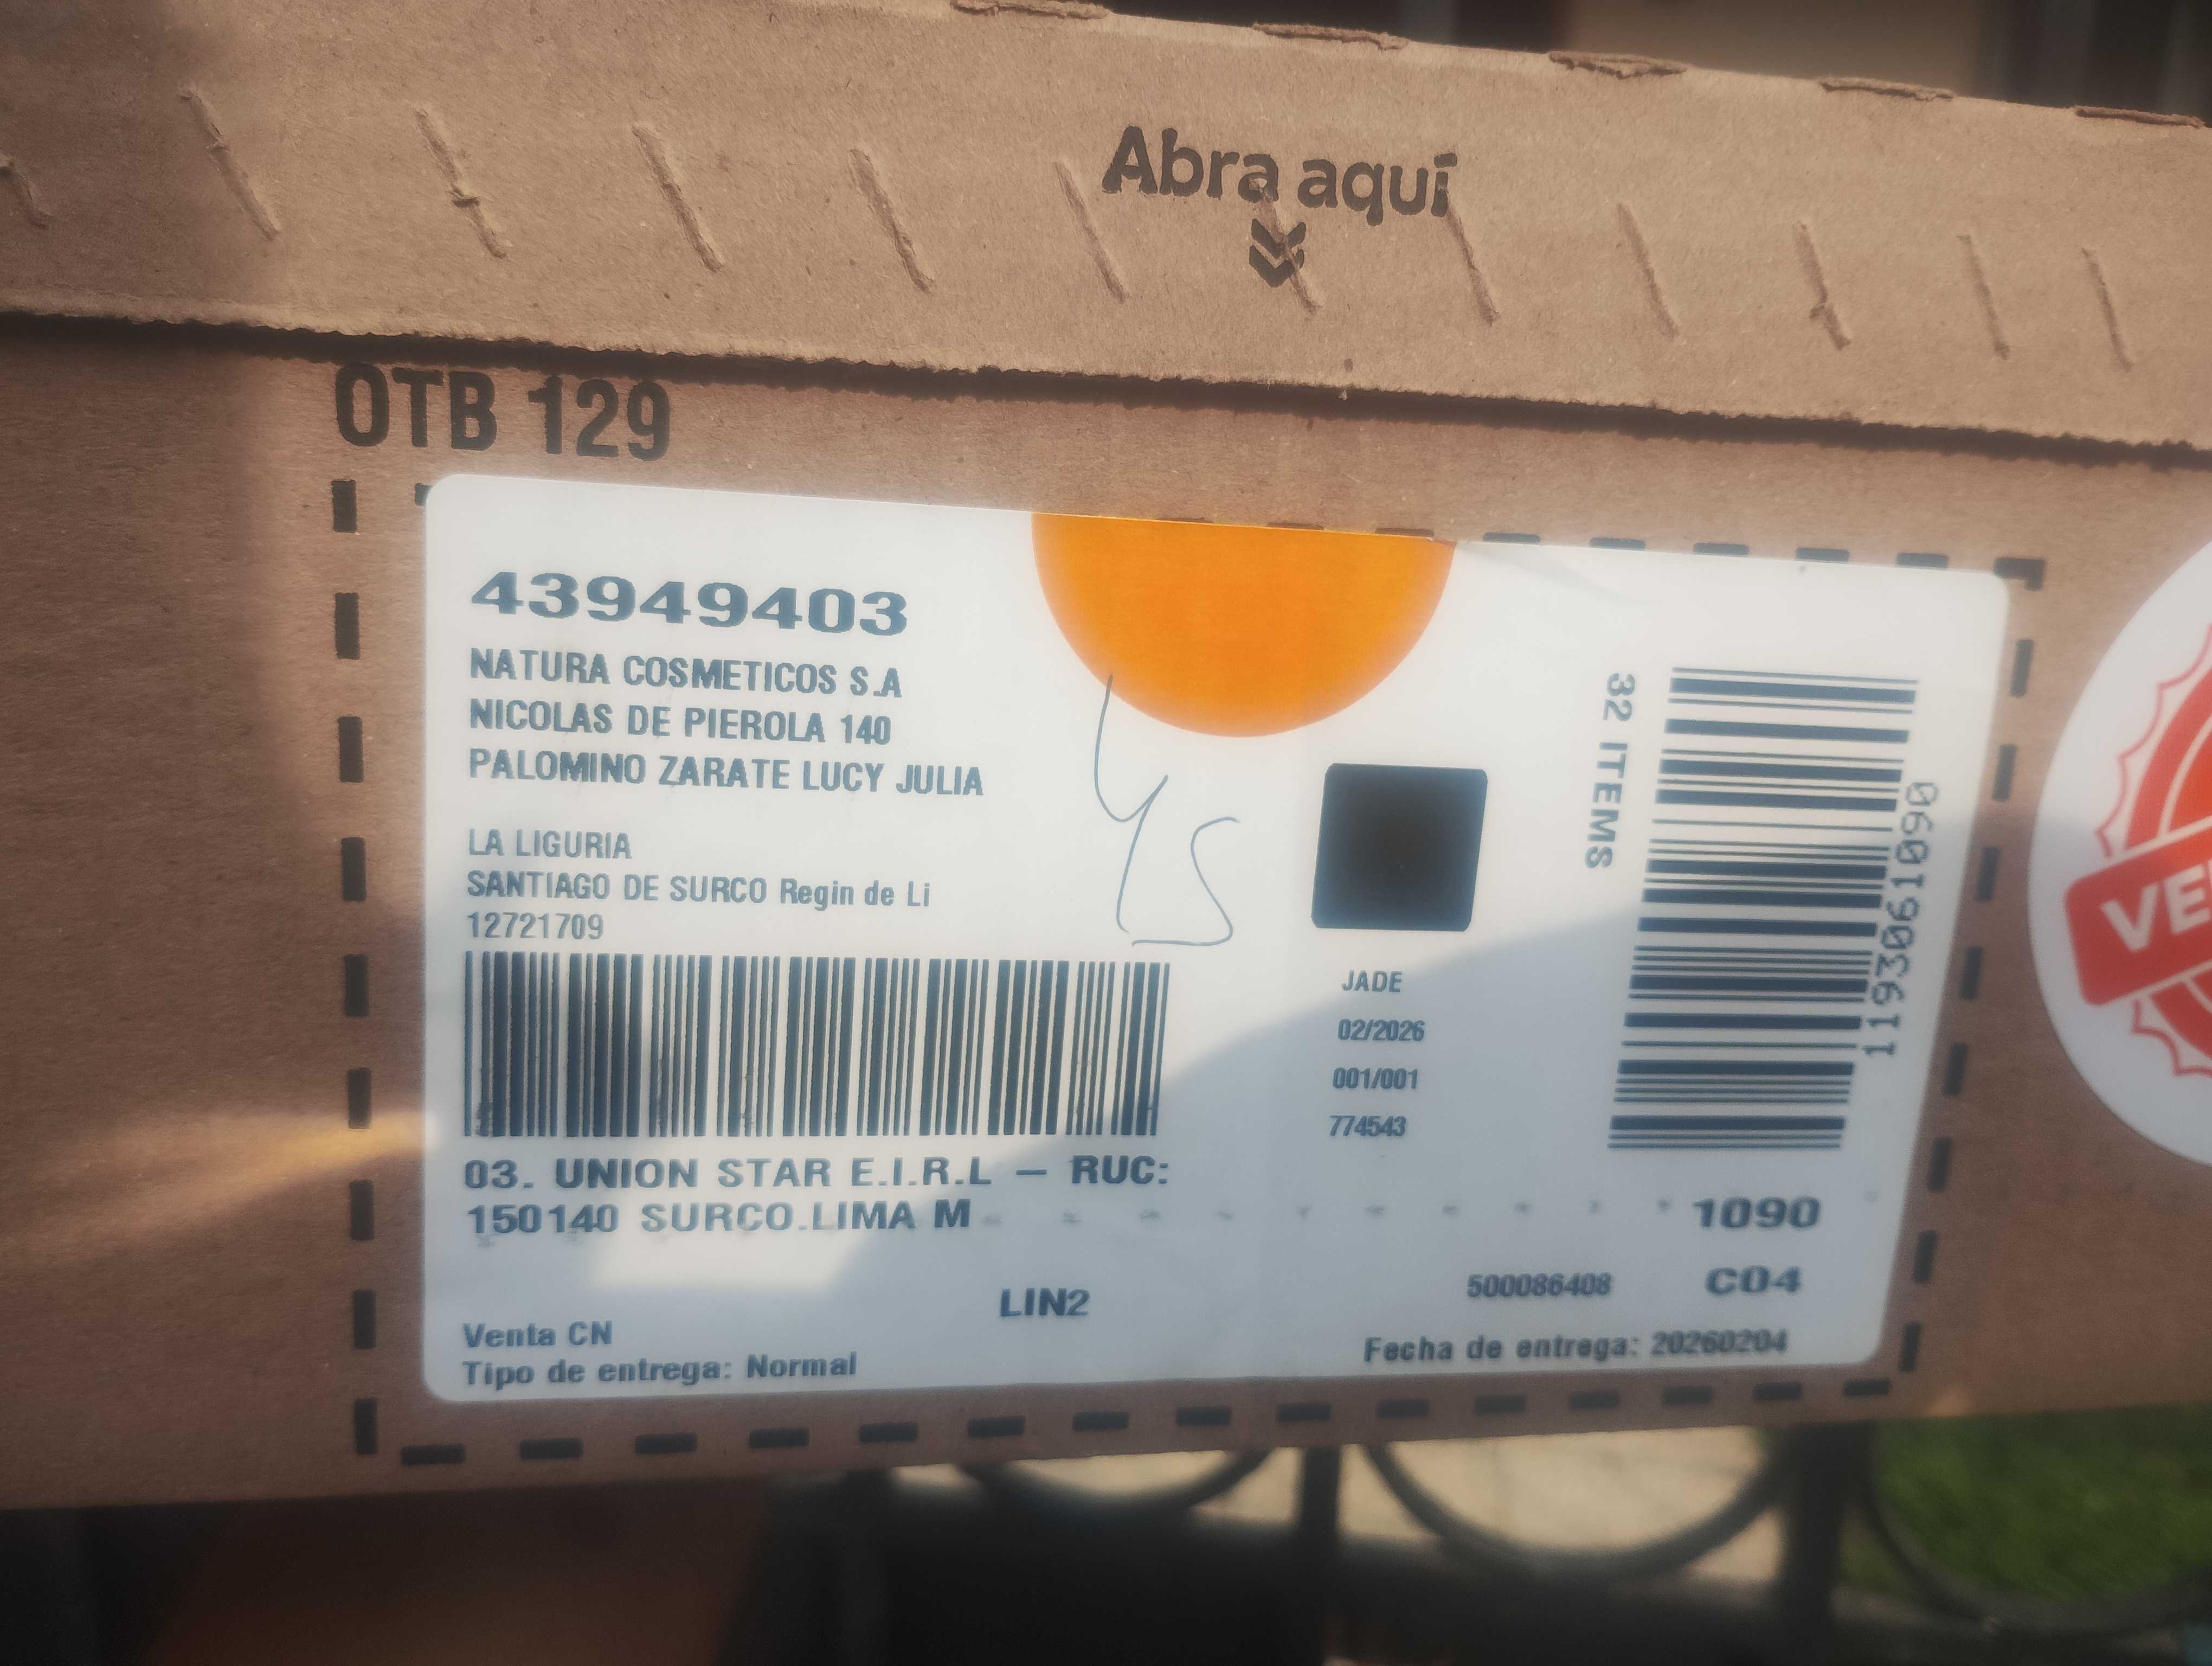 Abra aquí
OTB 129
43949403
NATURA COSMETICOS S.A
NICOLAS DE PIEROLA 140
PALOMINO ZARATE LUCY JULIA
LA LIGURIA
SANTIAGO DE SURCO Regin de Li
12721709
45
32 ITEMS
1193061090
JADE
02/2026
001/001
774543
03. UNION STAR E.I.R.L – RUC:
150140 SURCO.LIMA M
1090
500086408
C04
LIN2
Venta CN
Tipo de entrega: Normal
Fecha de entrega: 20260204